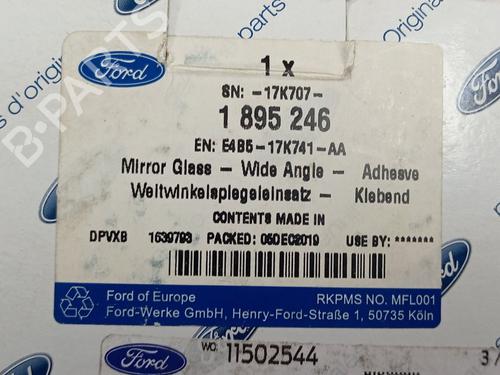 Ford
1 x
SN: -17K707-
1 895 246
EN: E4B5-17K741-AA
Mirror Glass - Wide Angle - Adhesve
Weitwinkelspiegeleinsatz- Klebend
CONTENTS MADE IN
DPVXB 1639793 PACKED: 05DEC2019 USE BY: *******
Ford of Europe RKPMS NO. MFL001
Ford-Werke GmbH, Henry-Ford-Straße 1, 50735 Köln
WO: 11502544
B-PARTS